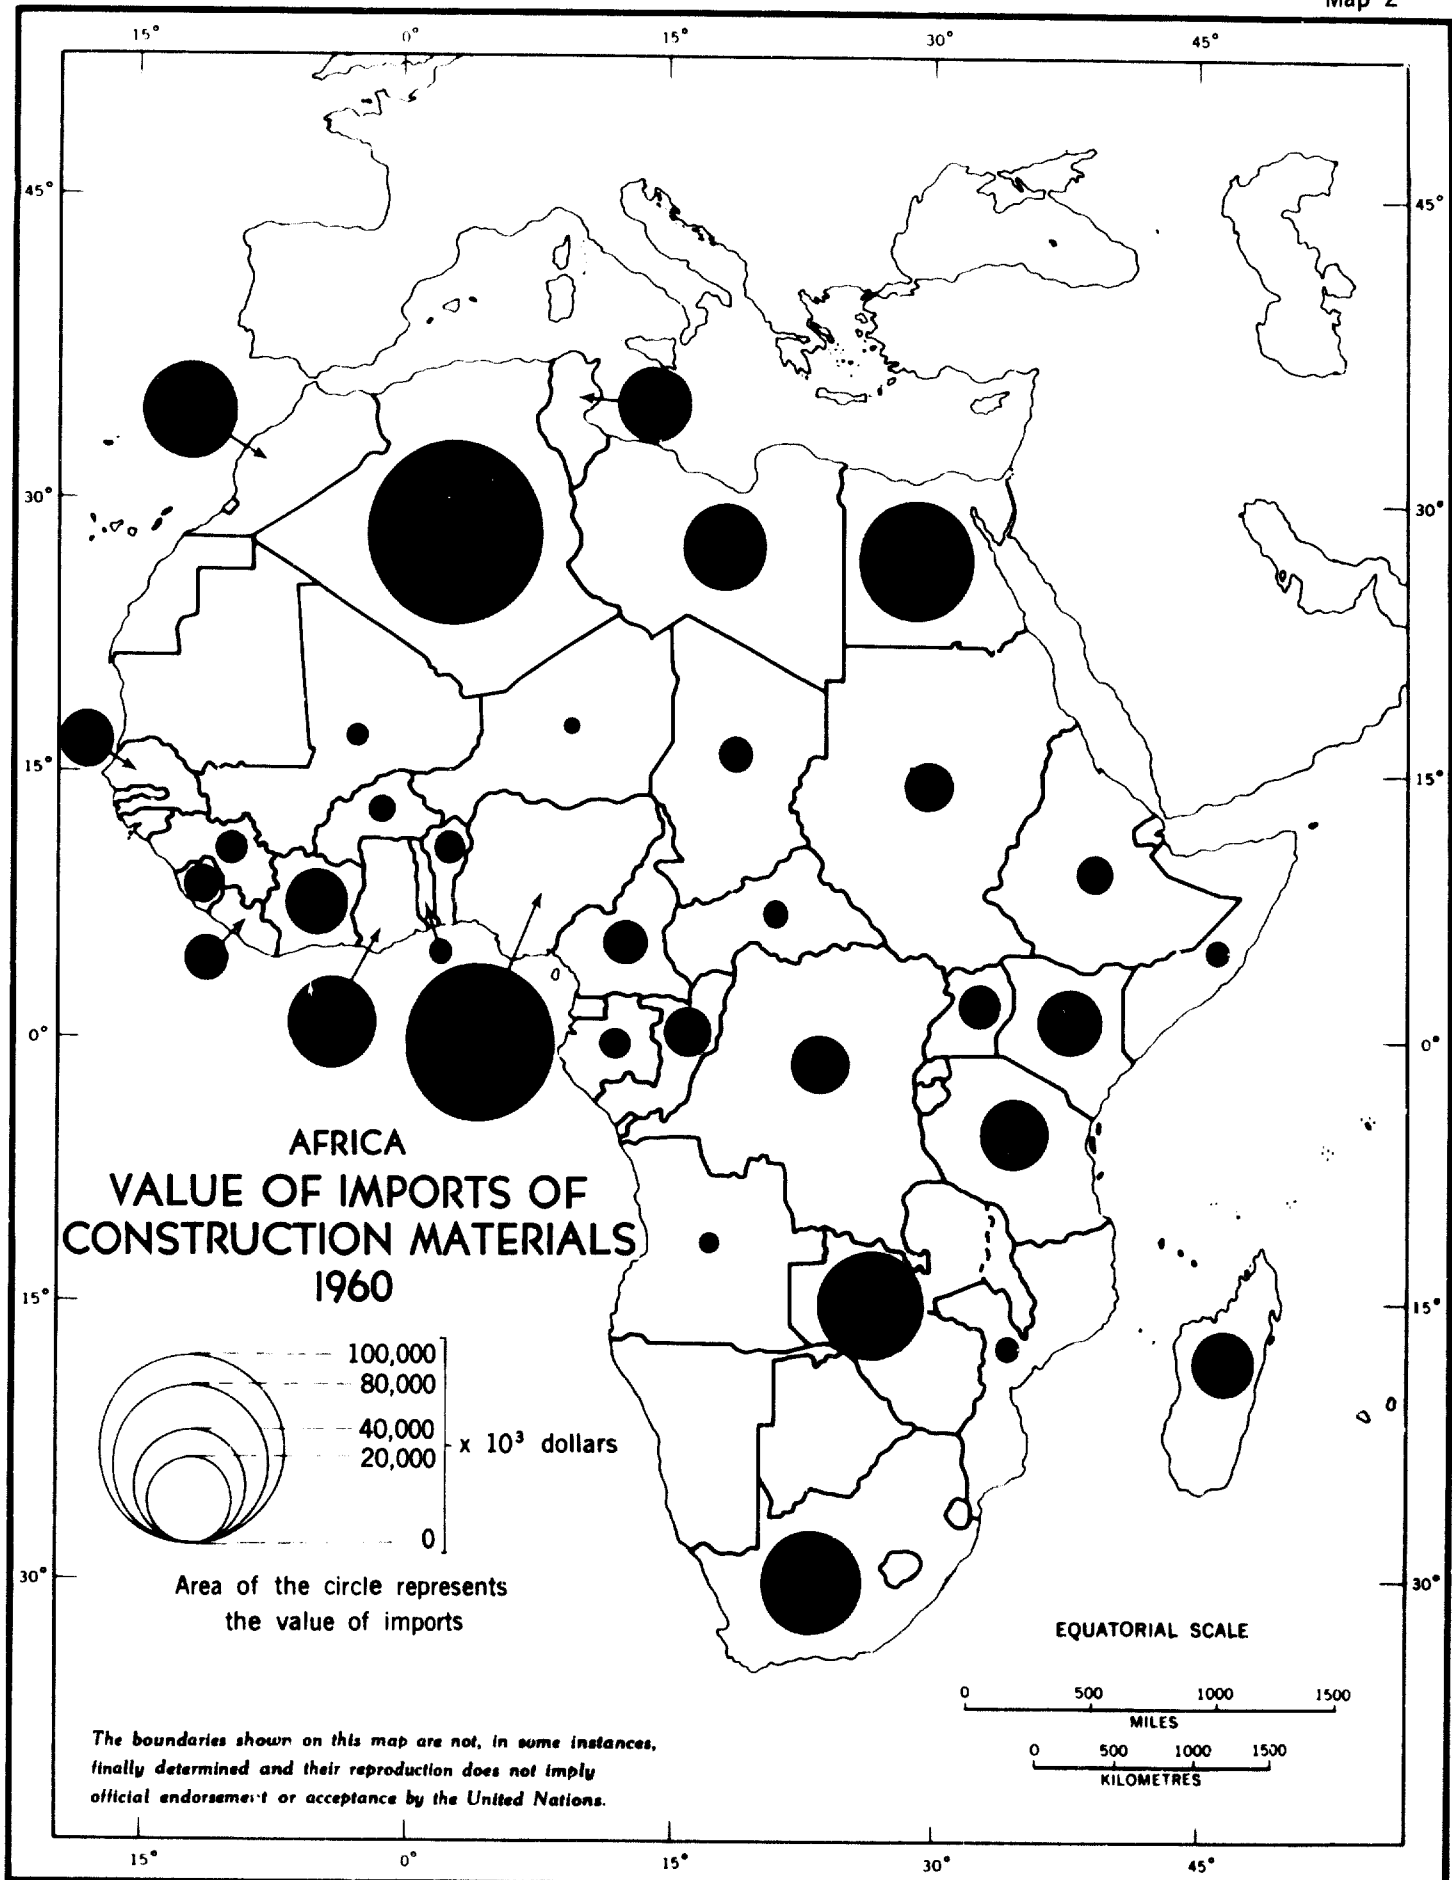 Map 2
15° 0° 15° 30° 45°
45° 45°
30° 30°
15° 15°
0° 0°
AFRICA
VALUE OF IMPORTS OF
CONSTRUCTION MATERIALS
1960
15° 15°
100,000
80,000
40,000
20,000
x 10³ dollars
0
30° 30°
Area of the circle represents
the value of imports
EQUATORIAL SCALE
0 500 1000 1500
MILES
0 500 1000 1500
KILOMETRES
The boundaries shown on this map are not, in some instances,
finally determined and their reproduction does not imply
official endorsement or acceptance by the United Nations.
15° 0° 15° 30° 45°